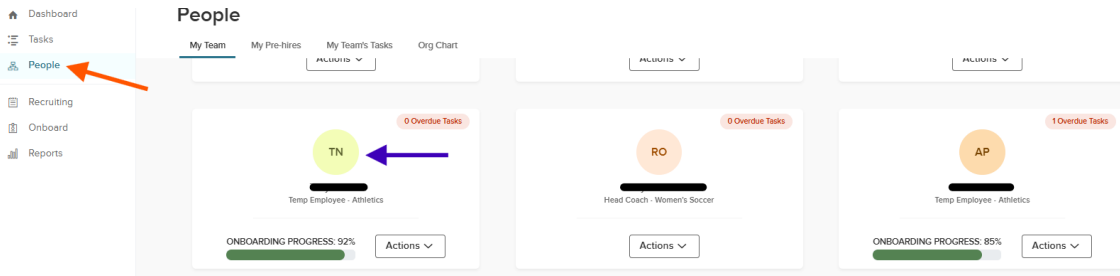 Dashboard
Tasks
People
Recruiting
Onboard
Reports
People
My Team
My Pre-hires
My Team's Tasks
Org Chart
Actions
Actions
Actions
0 Overdue Tasks
TN
Temp Employee - Athletics
ONBOARDING PROGRESS: 92%
Actions
0 Overdue Tasks
RO
Head Coach - Women's Soccer
Actions
1 Overdue Tasks
AP
Temp Employee - Athletics
ONBOARDING PROGRESS: 85%
Actions